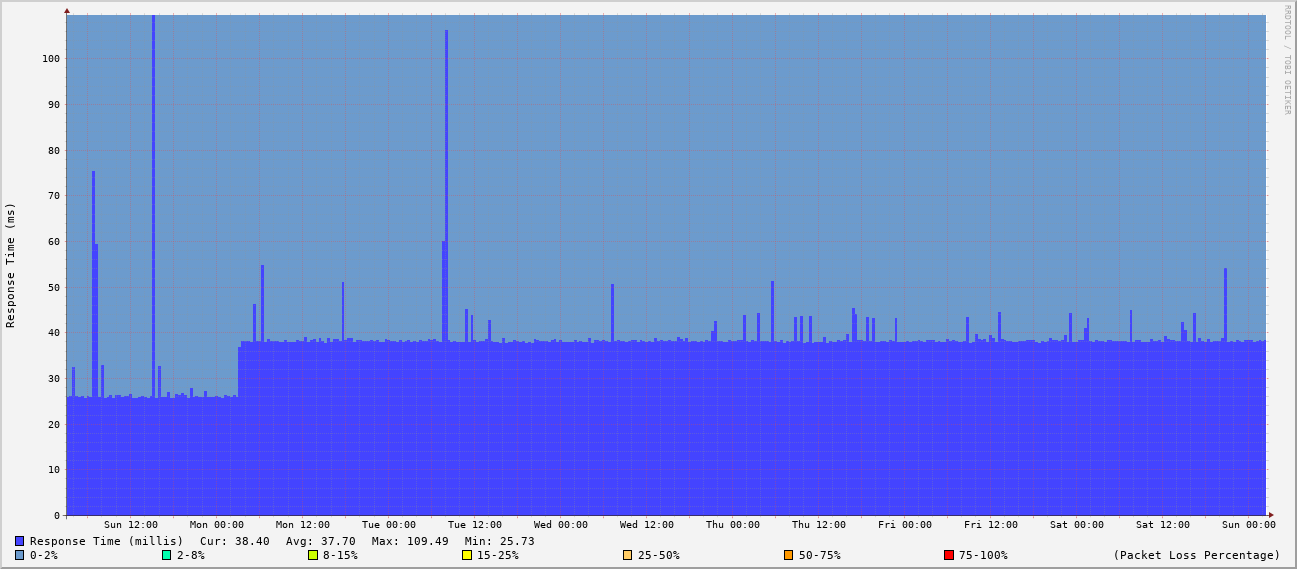 RRDTOOL / TOBI OETIKER
Response Time (ms)
100
90
80
70
60
50
40
30
20
10
0
Sun 12:00 Mon 00:00 Mon 12:00 Tue 00:00 Tue 12:00 Wed 00:00 Wed 12:00 Thu 00:00 Thu 12:00 Fri 00:00 Fri 12:00 Sat 00:00 Sat 12:00 Sun 00:00
Response Time (millis) Cur: 38.40 Avg: 37.70 Max: 109.49 Min: 25.73
0-2% 2-8% 8-15% 15-25% 25-50% 50-75% 75-100% (Packet Loss Percentage)